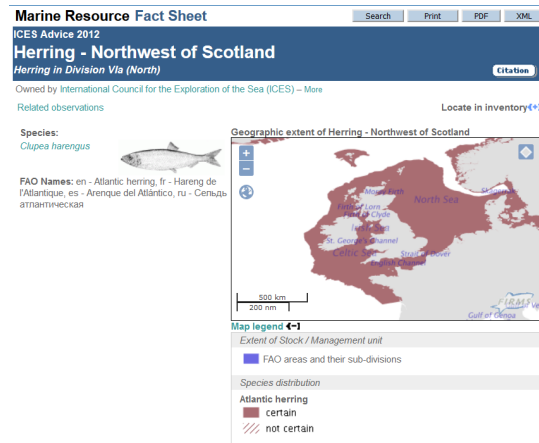 Marine Resource Fact Sheet
Search Print PDF XML
ICES Advice 2012
Herring - Northwest of Scotland
Herring in Division VIa (North)
Citation
Owned by International Council for the Exploration of the Sea (ICES) – More
Related observations
Locate in inventory
Species:
Clupea harengus
FAO Names: en - Atlantic herring, fr - Hareng de
l'Atlantique, es - Arenque del Atlántico, ru - Сельдь
атлантическая
Geographic extent of Herring - Northwest of Scotland
+
−
Moray Firth
North Sea
Skagerrak
Firth of Lorn
Firth of Clyde
Irish Sea
St. George's Channel
Celtic Sea
Strait of Dover
English Channel
500 km
200 nm
FIRMS
Gulf of Genoa
Map legend [–]
Extent of Stock / Management unit
FAO areas and their sub-divisions
Species distribution
Atlantic herring
certain
not certain